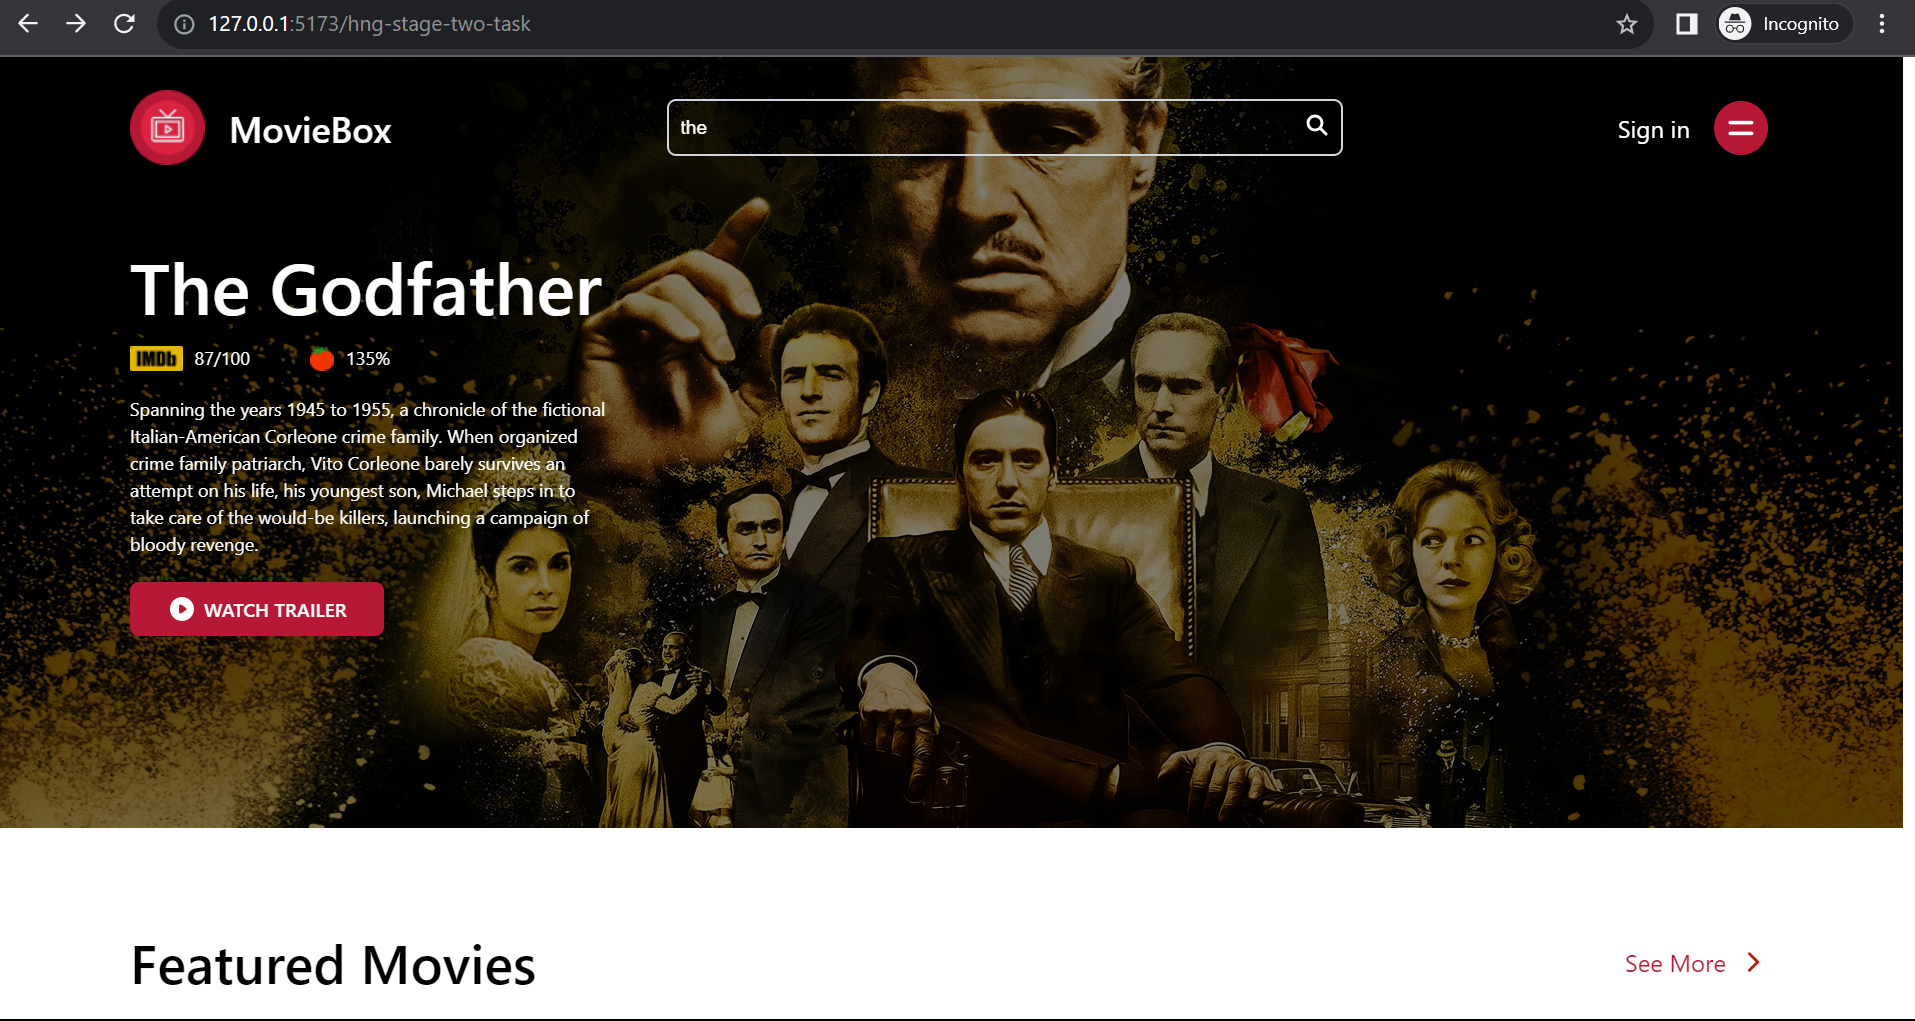 127.0.0.1:5173/hng-stage-two-task
Incognito
MovieBox
the
Sign in
The Godfather
IMDb 87/100 135%
Spanning the years 1945 to 1955, a chronicle of the fictional
Italian-American Corleone crime family. When organized
crime family patriarch, Vito Corleone barely survives an
attempt on his life, his youngest son, Michael steps in to
take care of the would-be killers, launching a campaign of
bloody revenge.
WATCH TRAILER
Featured Movies
See More